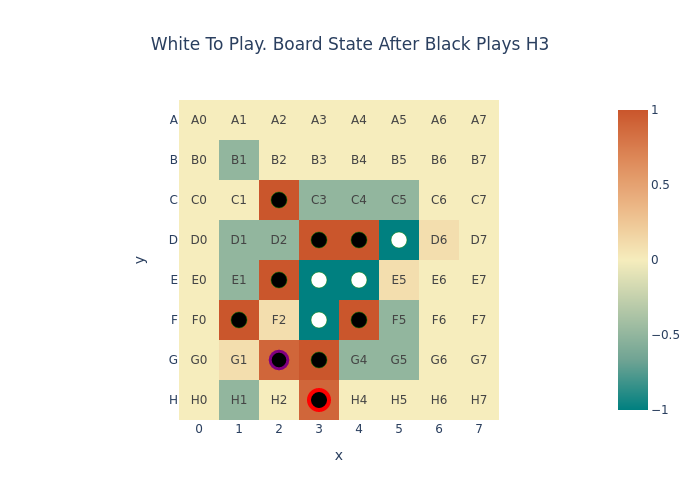 White To Play. Board State After Black Plays H3
A A0 A1 A2 A3 A4 A5 A6 A7 1
B B0 B1 B2 B3 B4 B5 B6 B7 0.5
C C0 C1 C3 C4 C5 C6 C7
D D0 D1 D2 D6 D7 0
y
E E0 E1 E5 E6 E7
F F0 F2 F5 F6 F7 −0.5
G G0 G1 G4 G5 G6 G7
H H0 H1 H2 H4 H5 H6 H7 −1
0 1 2 3 4 5 6 7
x